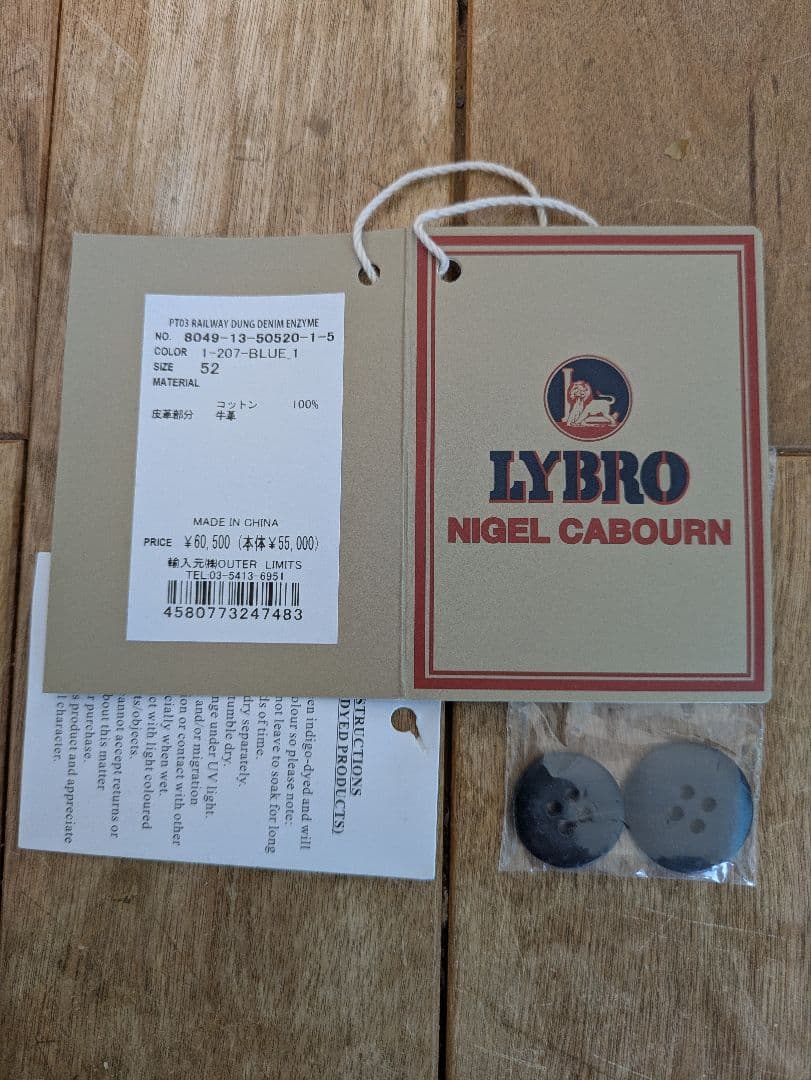 PT03 RAILWAY DUNG DENIM ENZYME
NO. 8049-13-50520-1-5
COLOR 1-207-BLUE_1
SIZE 52
MATERIAL
コットン 100%
皮革部分 牛革
MADE IN CHINA
PRICE ¥60,500 (本体¥55,000)
輸入元㈱OUTER LIMITS
TEL:03-5413-6951
4580773247483
LYBRO
NIGEL CABOURN
STRUCTIONS
DYED PRODUCTS)
en indigo-dyed and will
olour so please note:
not leave to soak for long
ds of time.
dry separately.
tumble dry.
nge under UV light.
and/or migration
on or contact with other
cially when wet.
ct with light coloured
ts/objects.
cannot accept returns or
bout this matter
r purchase.
s product and appreciate
l character.